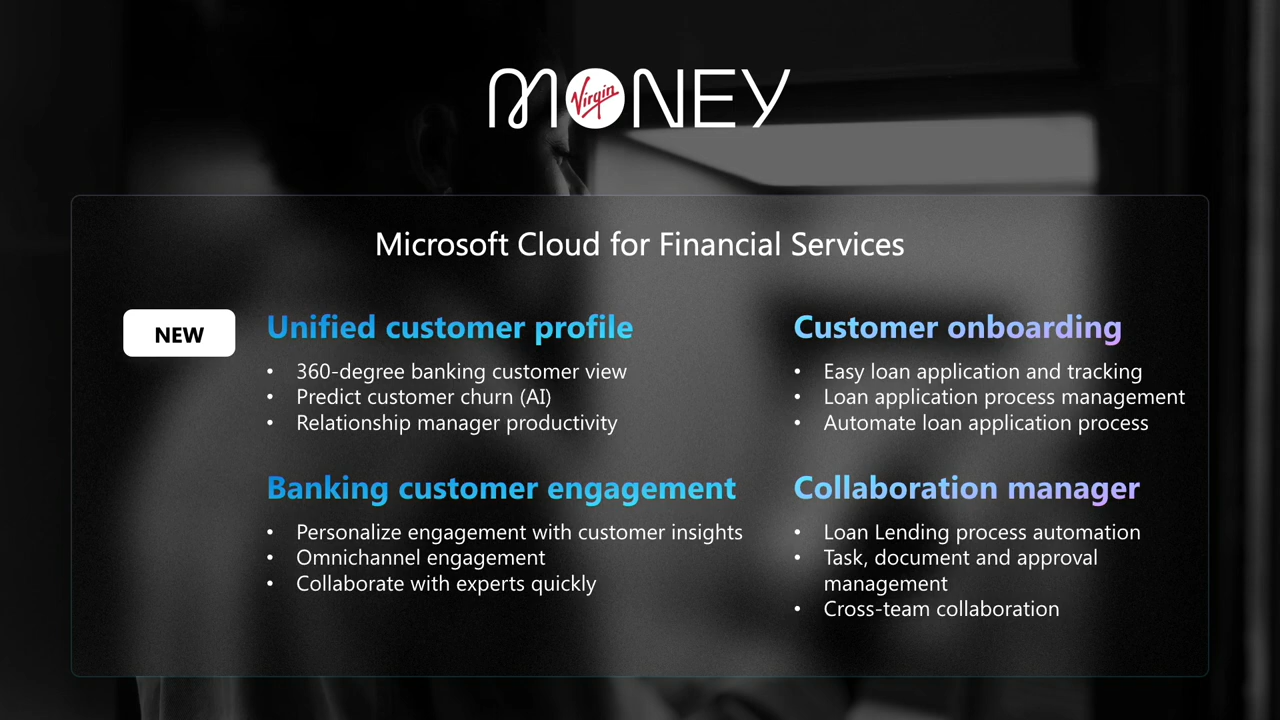 MONEY
Virgin
Microsoft Cloud for Financial Services
NEW
Unified customer profile
• 360-degree banking customer view
• Predict customer churn (AI)
• Relationship manager productivity
Banking customer engagement
• Personalize engagement with customer insights
• Omnichannel engagement
• Collaborate with experts quickly
Customer onboarding
• Easy loan application and tracking
• Loan application process management
• Automate loan application process
Collaboration manager
• Loan Lending process automation
• Task, document and approval
management
• Cross-team collaboration